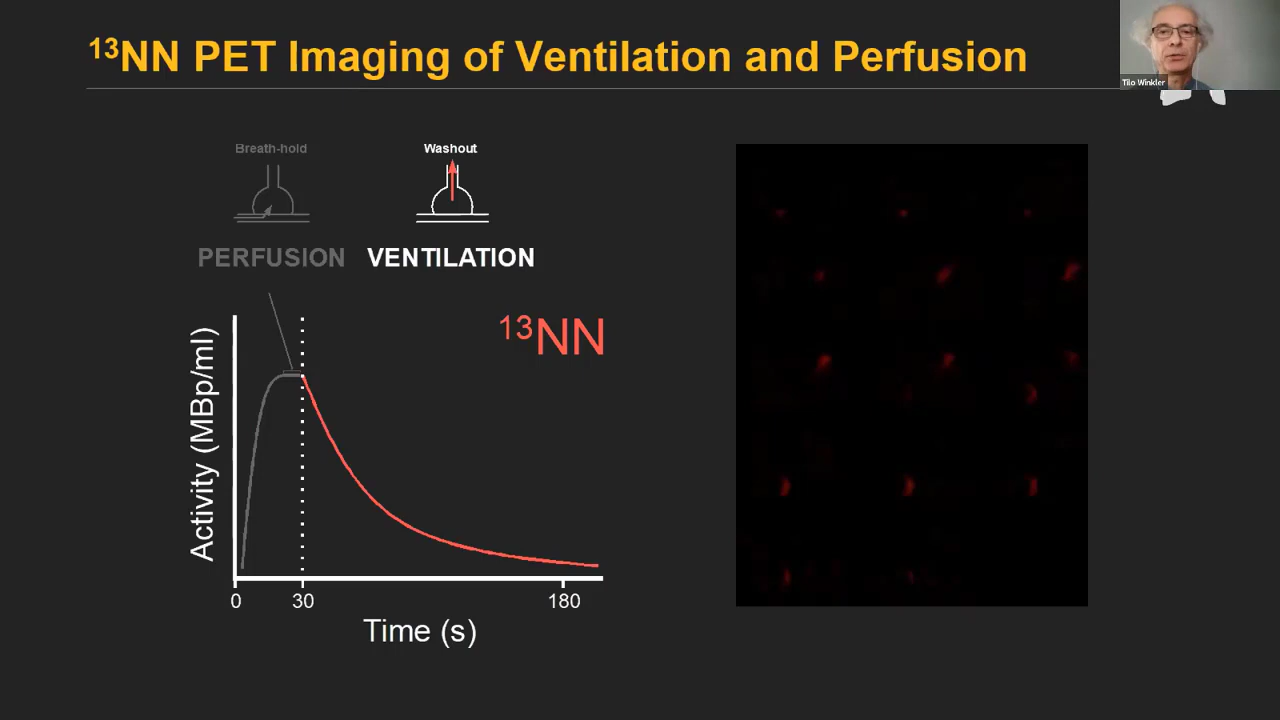 ¹³NN PET Imaging of Ventilation and Perfusion
Tilo Winkler
Breath-hold
Washout
PERFUSION
VENTILATION
¹³NN
Activity (MBp/ml)
0
30
180
Time (s)